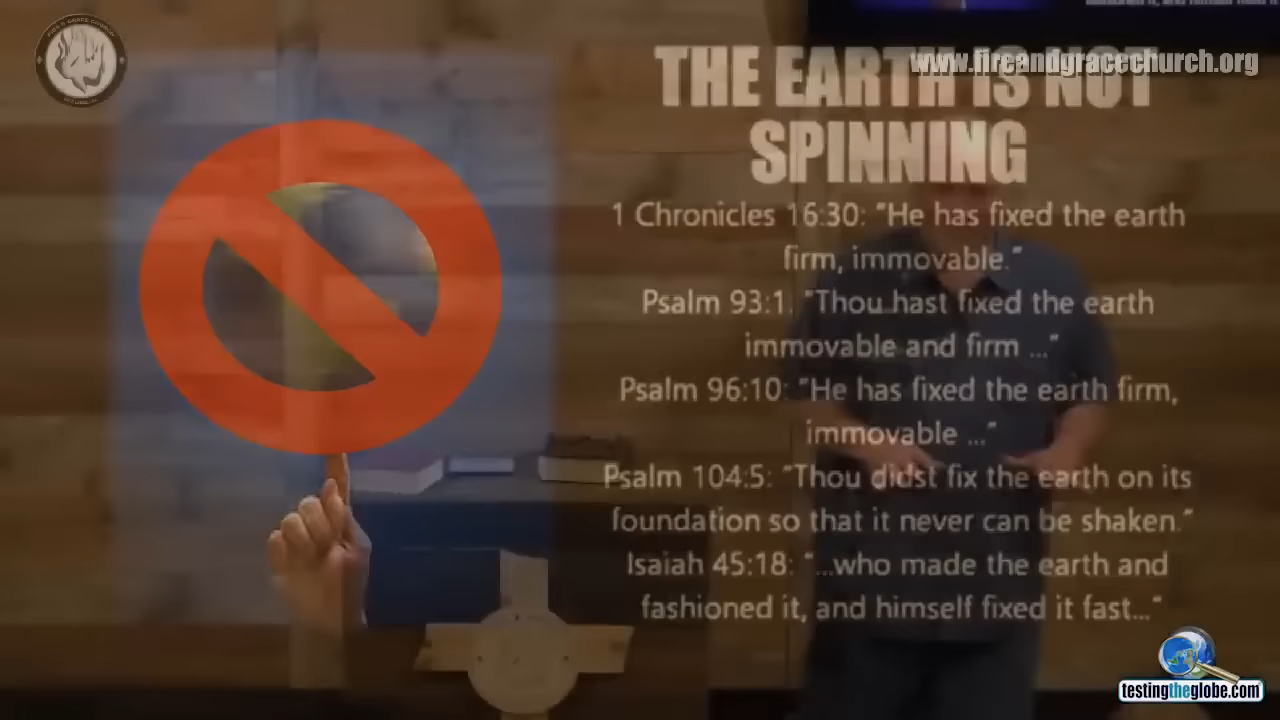 www.fireandgracechurch.org
THE EARTH IS NOT
SPINNING
1 Chronicles 16:30: “He has fixed the earth
firm, immovable.”
Psalm 93:1: “Thou hast fixed the earth
immovable and firm ...”
Psalm 96:10: “He has fixed the earth firm,
immovable ...”
Psalm 104:5: “Thou didst fix the earth on its
foundation so that it never can be shaken.”
Isaiah 45:18: “...who made the earth and
fashioned it, and himself fixed it fast...”
testingtheglobe.com